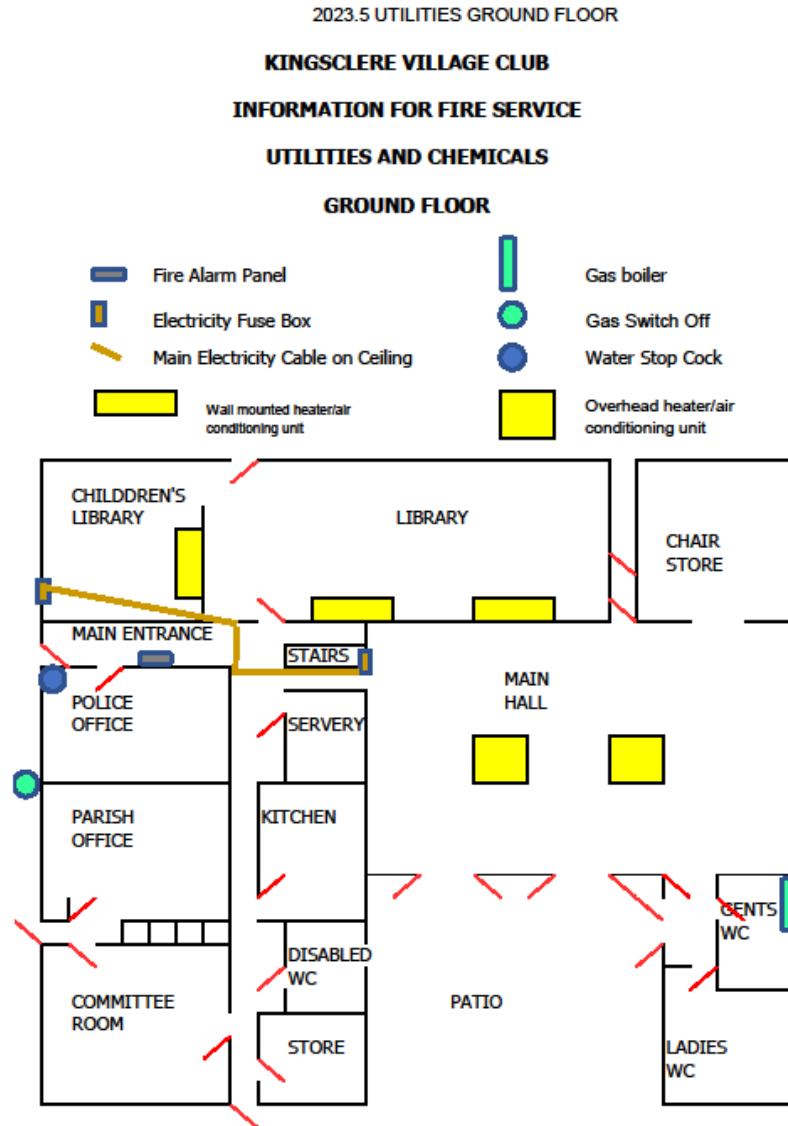 2023.5 UTILITIES GROUND FLOOR
KINGSCLERE VILLAGE CLUB
INFORMATION FOR FIRE SERVICE
UTILITIES AND CHEMICALS
GROUND FLOOR
Fire Alarm Panel
Gas boiler
Electricity Fuse Box
Gas Switch Off
Main Electricity Cable on Ceiling
Water Stop Cock
Wall mounted heater/air
conditioning unit
Overhead heater/air
conditioning unit
CHILDDREN'S
LIBRARY
LIBRARY
CHAIR
STORE
MAIN ENTRANCE
STAIRS
MAIN
HALL
POLICE
OFFICE
SERVERY
PARISH
OFFICE
KITCHEN
GENTS
WC
DISABLED
WC
COMMITTEE
ROOM
PATIO
STORE
LADIES
WC